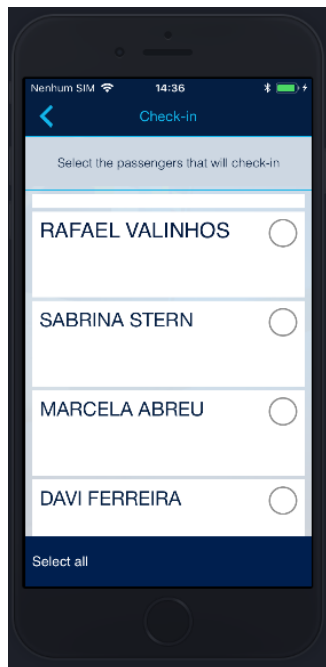 Nenhum SIM 14:36
Check-in
Select the passengers that will check-in
RAFAEL VALINHOS
SABRINA STERN
MARCELA ABREU
DAVI FERREIRA
Select all